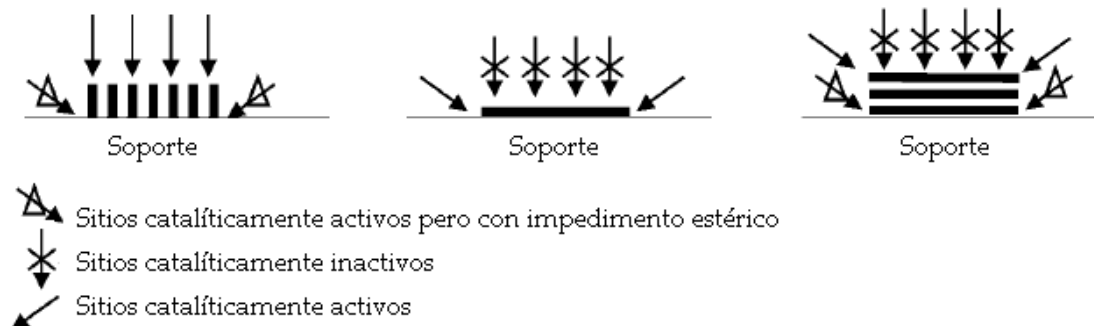 Soporte
Soporte
Soporte
Sitios catalíticamente activos pero con impedimento estérico
Sitios catalíticamente inactivos
Sitios catalíticamente activos